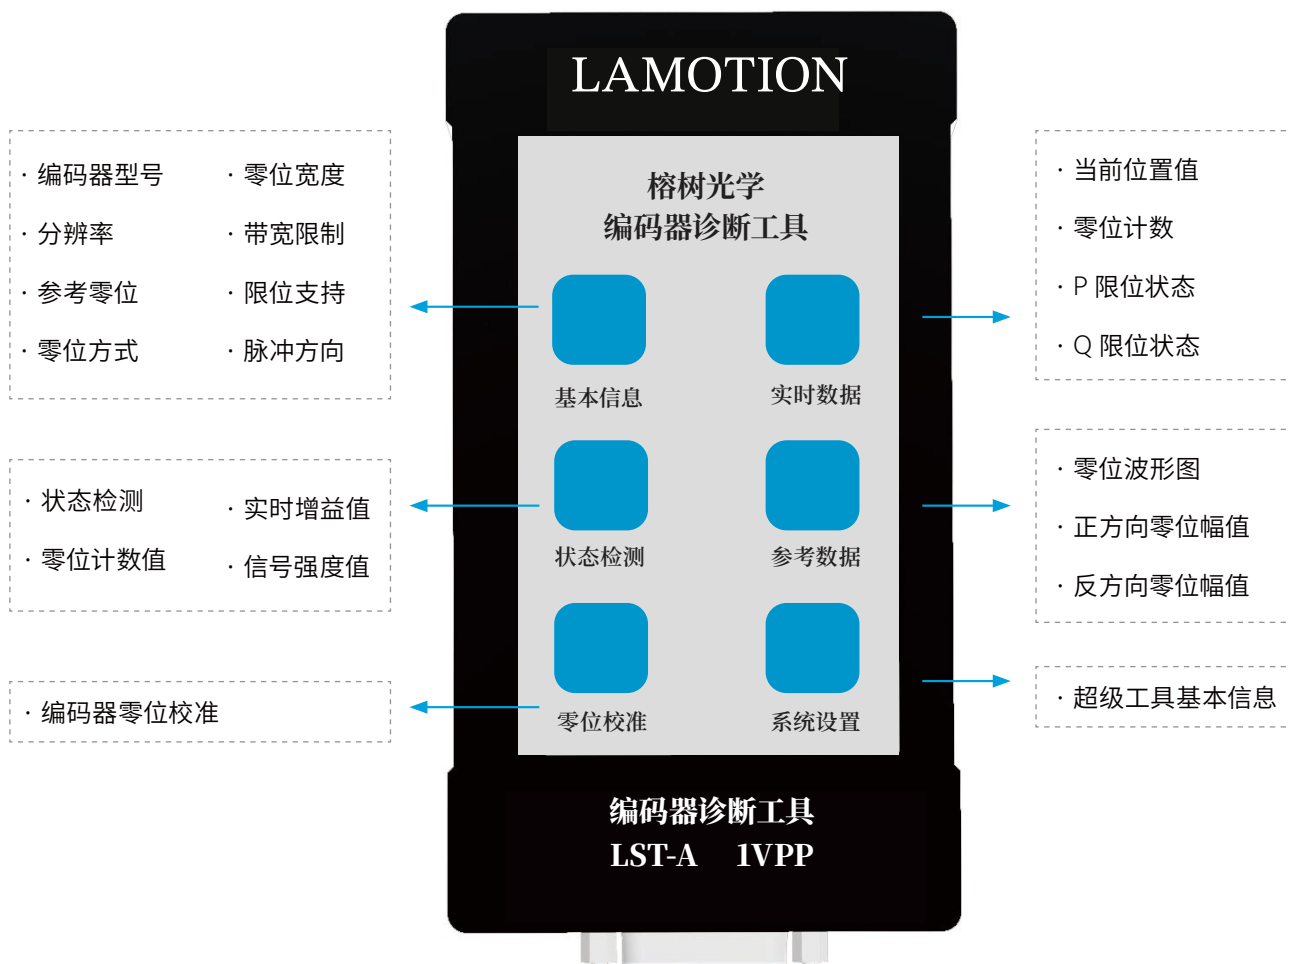 LAMOTION
榕树光学
编码器诊断工具
基本信息
实时数据
状态检测
参考数据
零位校准
系统设置
编码器诊断工具
LST-A 1VPP
· 编码器型号
· 零位宽度
· 分辨率
· 带宽限制
· 参考零位
· 限位支持
· 零位方式
· 脉冲方向
· 状态检测
· 实时增益值
· 零位计数值
· 信号强度值
· 编码器零位校准
· 当前位置值
· 零位计数
· P 限位状态
· Q 限位状态
· 零位波形图
· 正方向零位幅值
· 反方向零位幅值
· 超级工具基本信息